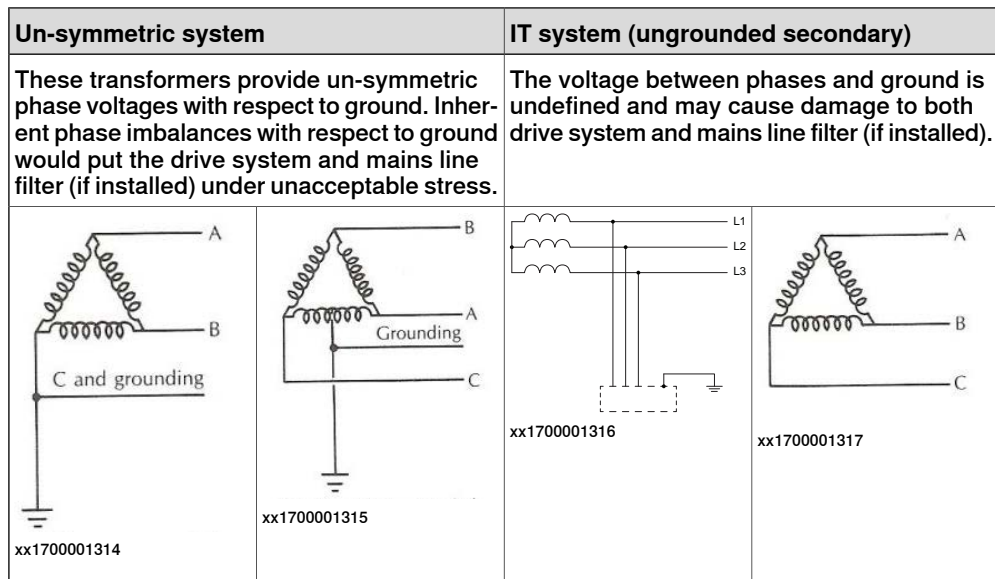 Un-symmetric system
IT system (ungrounded secondary)
These transformers provide un-symmetric
phase voltages with respect to ground. Inher-
ent phase imbalances with respect to ground
would put the drive system and mains line
filter (if installed) under unacceptable stress.
The voltage between phases and ground is
undefined and may cause damage to both
drive system and mains line filter (if installed).
A
B
C and grounding
xx1700001314
B
A
Grounding
C
xx1700001315
L1
L2
L3
xx1700001316
A
B
C
xx1700001317